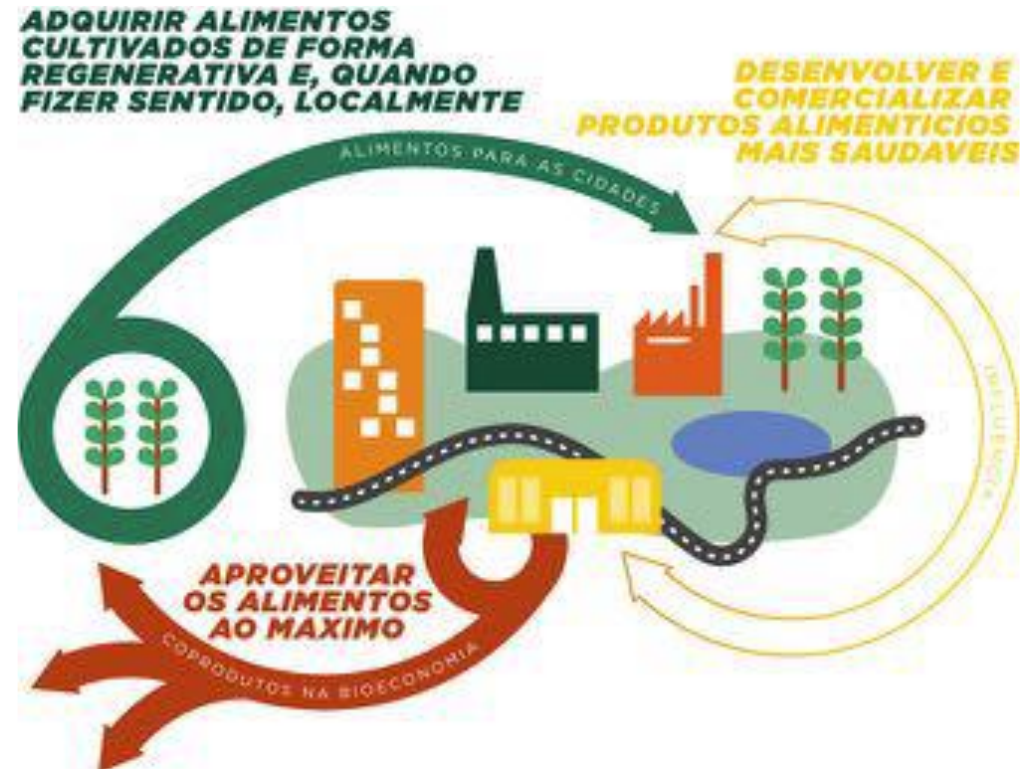 ADQUIRIR ALIMENTOS
CULTIVADOS DE FORMA
REGENERATIVA E, QUANDO
FIZER SENTIDO, LOCALMENTE
DESENVOLVER E
COMERCIALIZAR
PRODUTOS ALIMENTICIOS
MAIS SAUDAVEIS
ALIMENTOS PARA AS CIDADES
INFLUENCIA
APROVEITAR
OS ALIMENTOS
AO MAXIMO
COPRODUTOS NA BIOECONOMIA